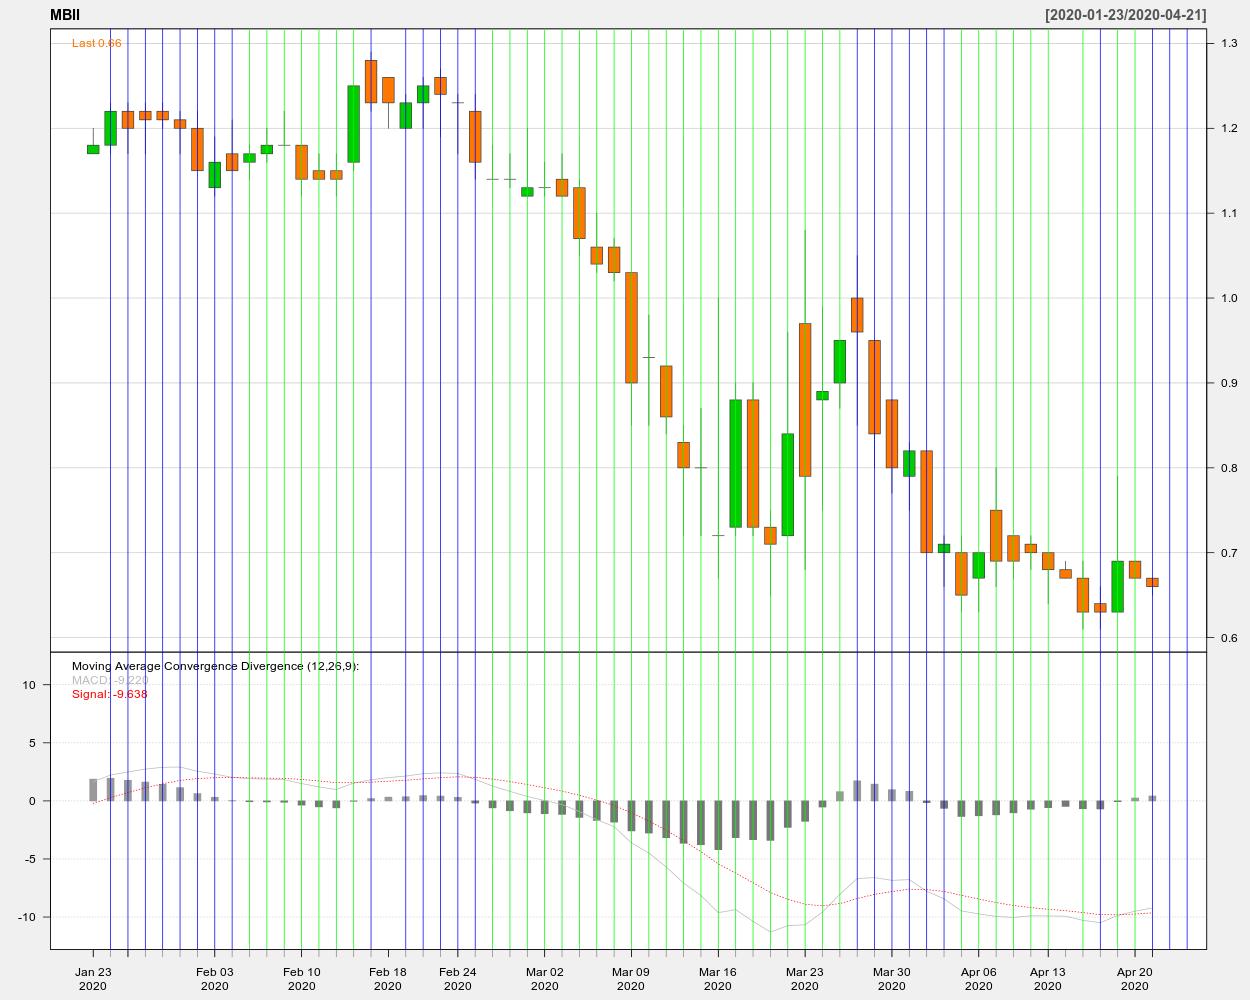 MBII [2020-01-23/2020-04-21]
Last 0.66
1.3
1.2
1.1
1.0
0.9
0.8
0.7
0.6
Moving Average Convergence Divergence (12,26,9):
MACD: -9.220
Signal: -9.638
10
5
0
-5
-10
Jan 23 Feb 03 Feb 10 Feb 18 Feb 24 Mar 02 Mar 09 Mar 16 Mar 23 Mar 30 Apr 06 Apr 13 Apr 20
2020 2020 2020 2020 2020 2020 2020 2020 2020 2020 2020 2020 2020